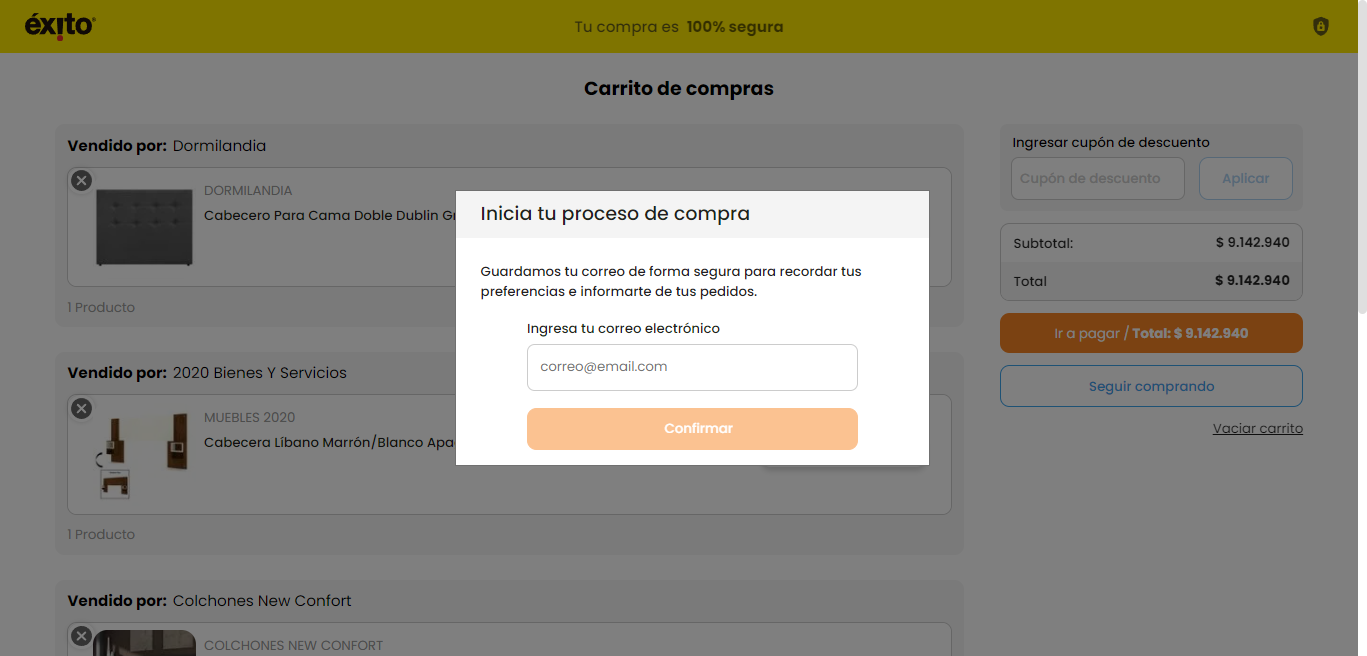 éxito
Tu compra es 100% segura
Carrito de compras
Vendido por: Dormilandia
DORMILANDIA
Cabecero Para Cama Doble Dublin Gr
1 Producto
Vendido por: 2020 Bienes Y Servicios
MUEBLES 2020
Cabecera Líbano Marrón/Blanco Apa
1 Producto
Vendido por: Colchones New Confort
COLCHONES NEW CONFORT
Inicia tu proceso de compra
Guardamos tu correo de forma segura para recordar tus
preferencias e informarte de tus pedidos.
Ingresa tu correo electrónico
correo@email.com
Confirmar
Ingresar cupón de descuento
Cupón de descuento
Aplicar
Subtotal: $ 9.142.940
Total $ 9.142.940
Ir a pagar / Total: $ 9.142.940
Seguir comprando
Vaciar carrito